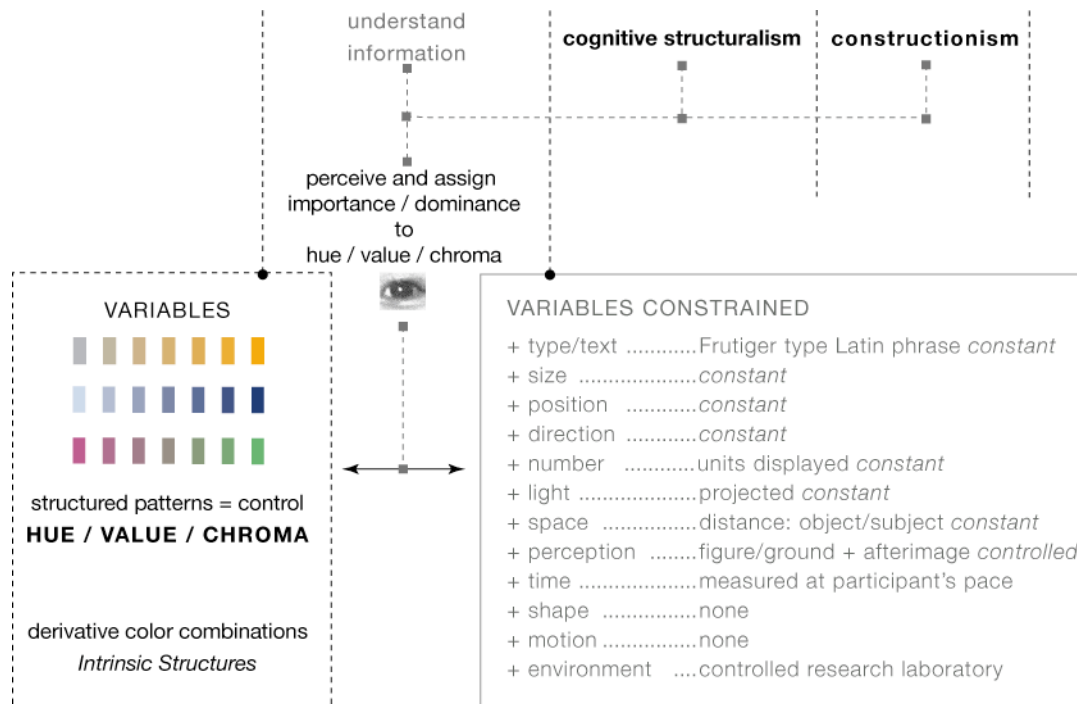 understand
information
cognitive structuralism
constructionism
perceive and assign
importance / dominance
to
hue / value / chroma
VARIABLES
structured patterns = control
HUE / VALUE / CHROMA
derivative color combinations
Intrinsic Structures
VARIABLES CONSTRAINED
+ type/text ............Frutiger type Latin phrase constant
+ size ....................constant
+ position ............constant
+ direction ............constant
+ number ............units displayed constant
+ light ....................projected constant
+ space ................distance: object/subject constant
+ perception ........figure/ground + afterimage controlled
+ time ....................measured at participant’s pace
+ shape ................none
+ motion ..............none
+ environment ....controlled research laboratory